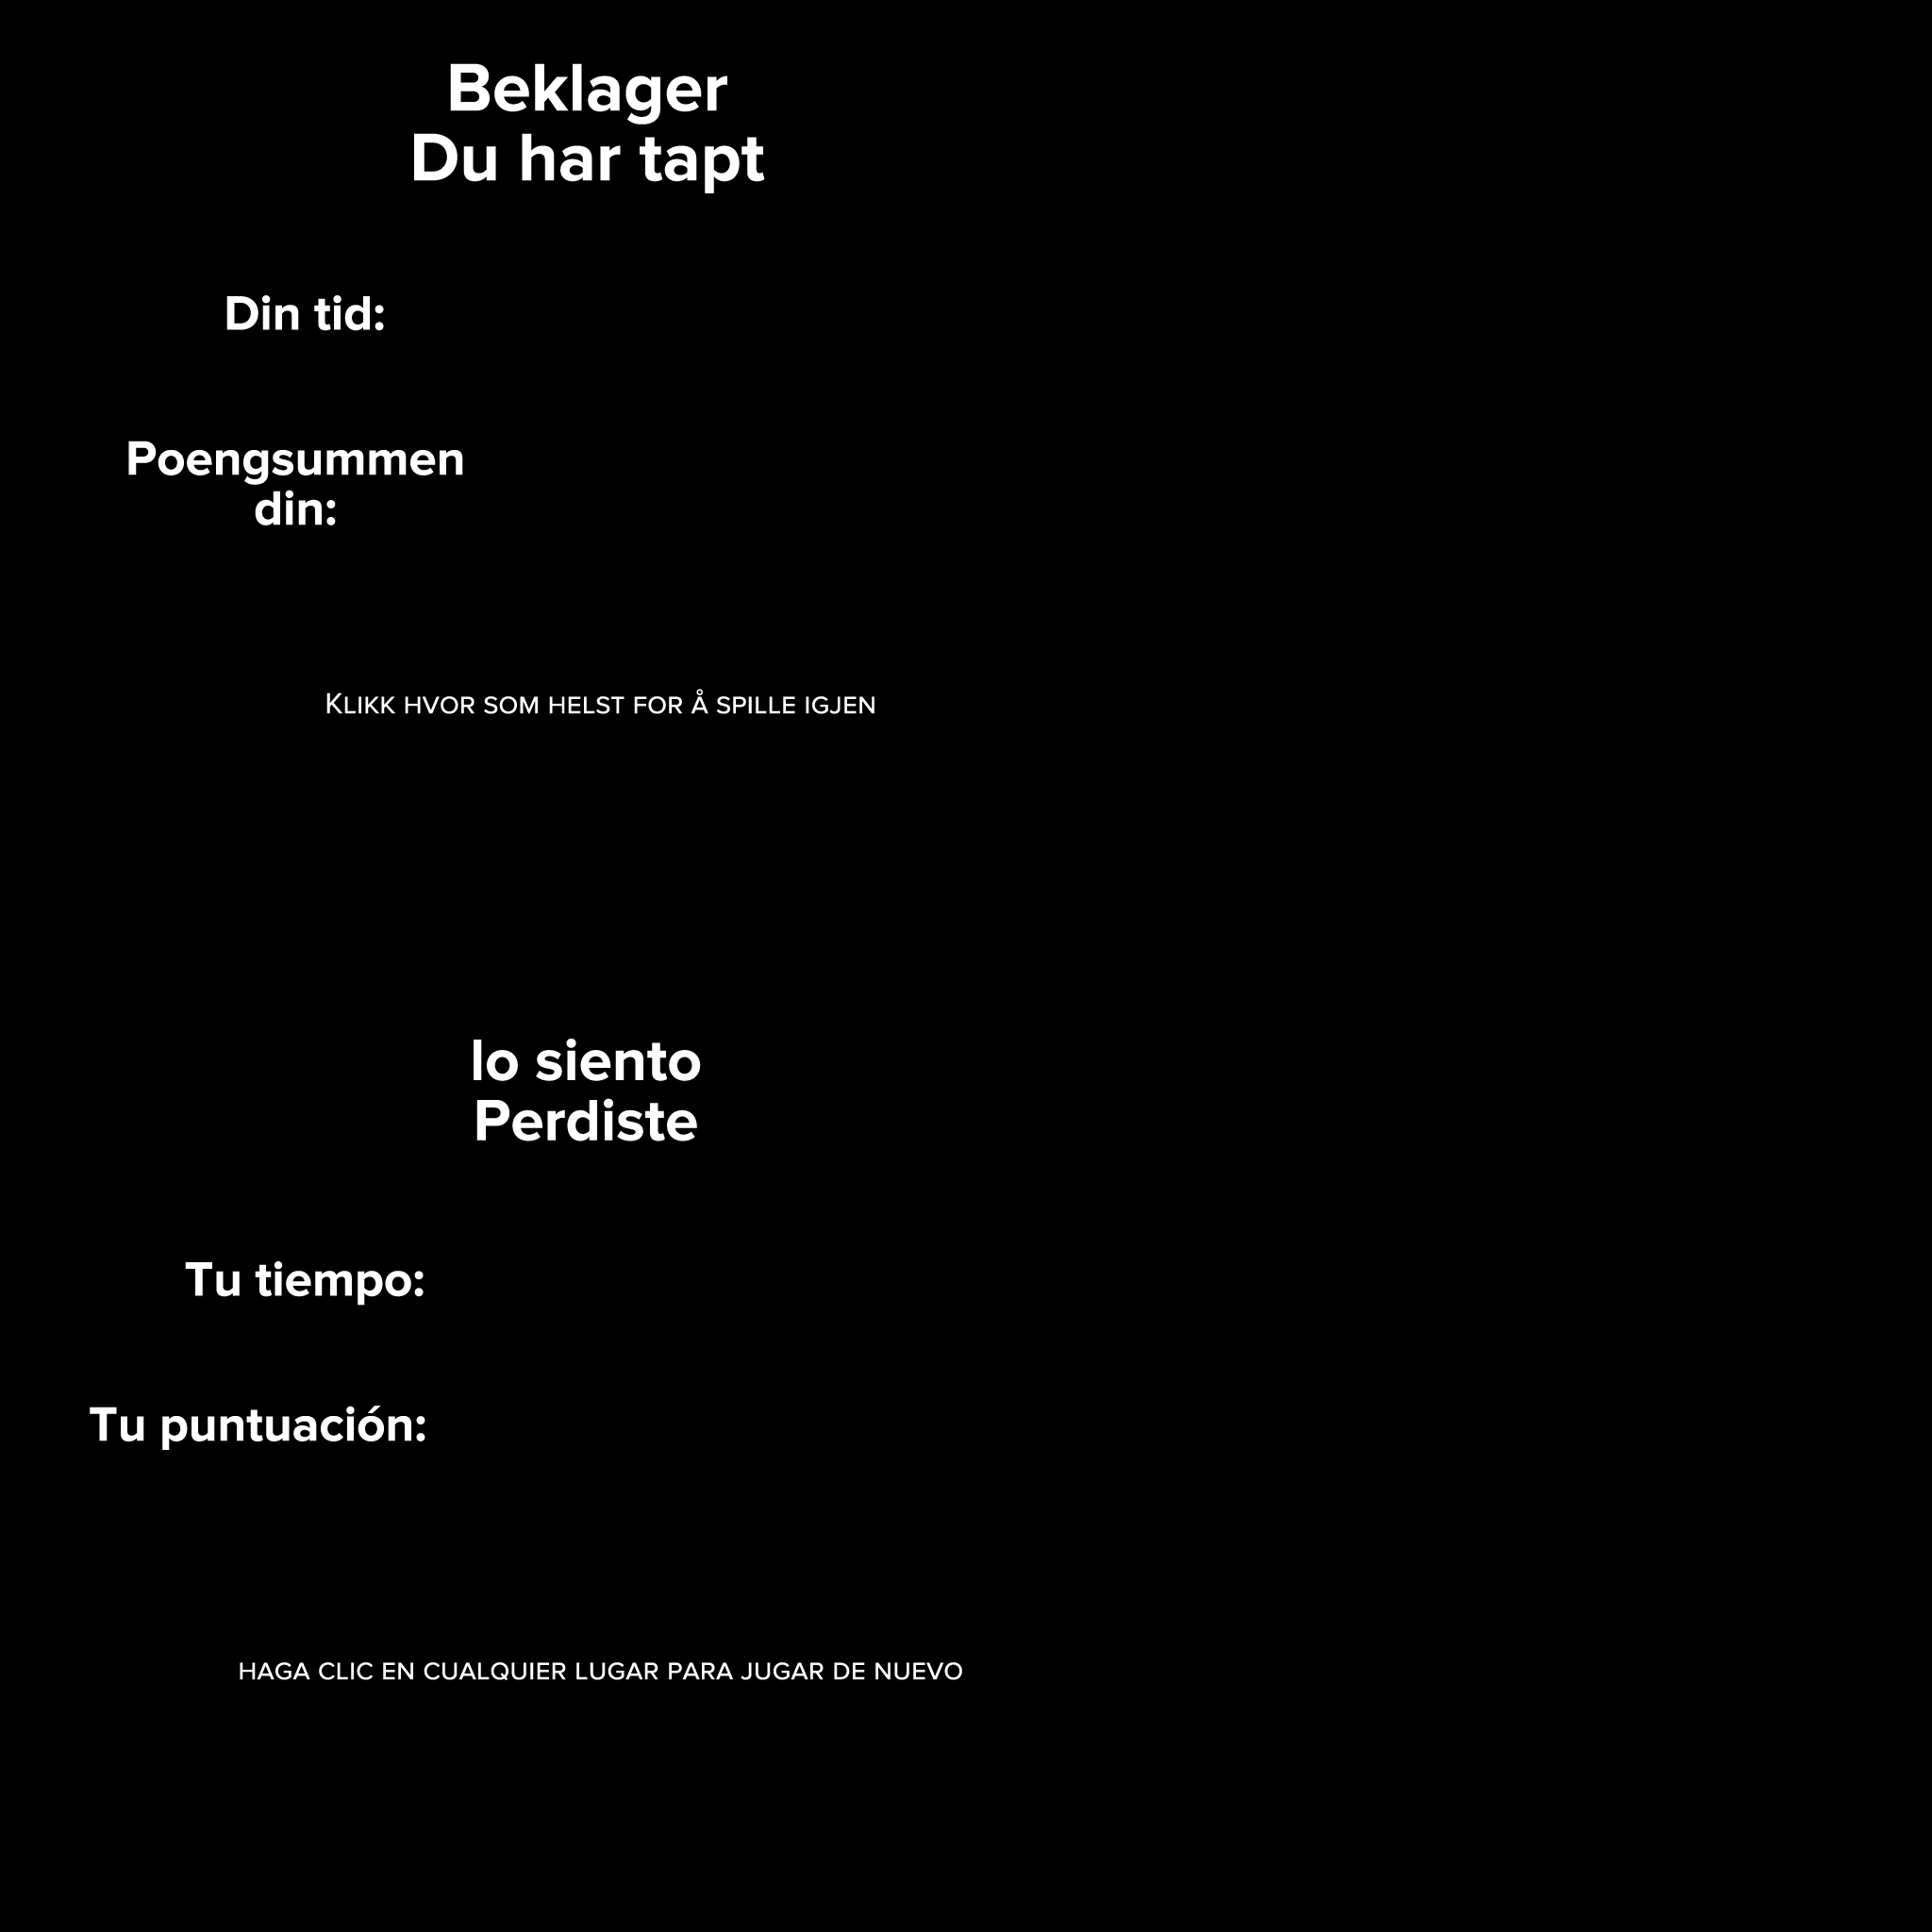 Beklager
Du har tapt
Din tid:
Poengsummen
din:
Klikk hvor som helst for å spille igjen
lo siento
Perdiste
Tu tiempo:
Tu puntuación:
haga clic en cualquier lugar para jugar de nuevo